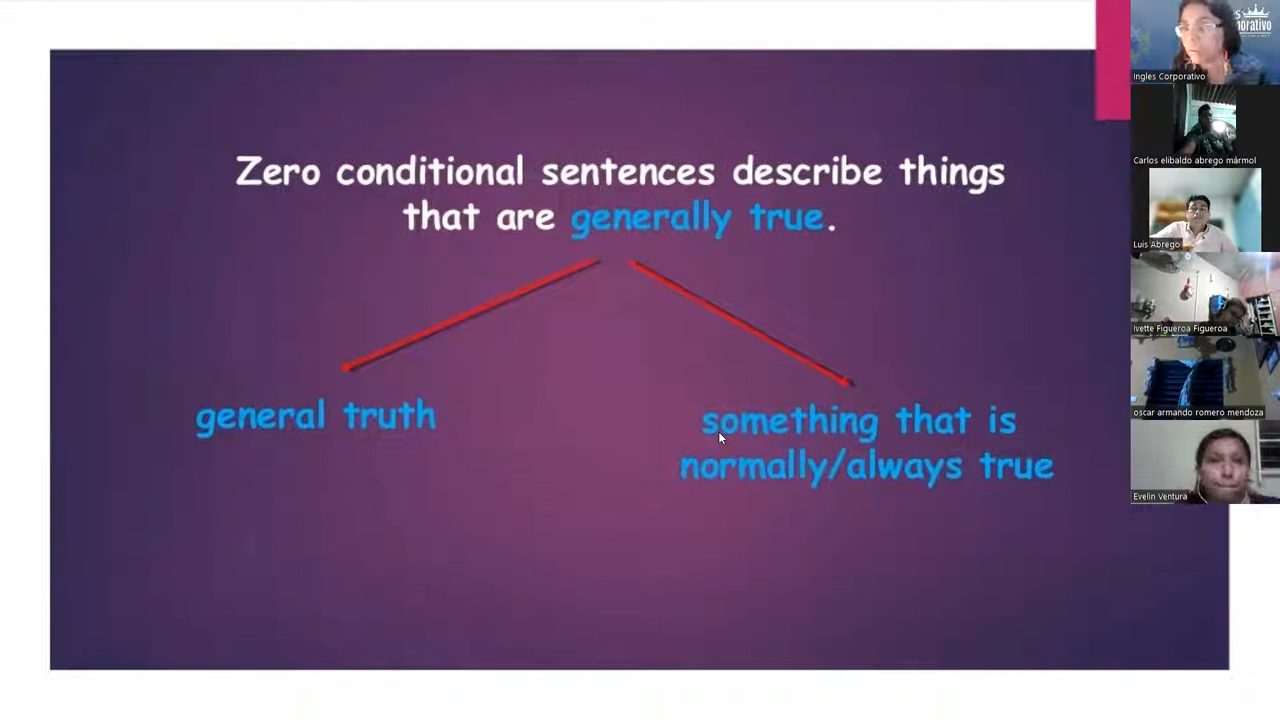 Zero conditional sentences describe things
that are generally true.
general truth
something that is
normally/always true
Ingles Corporativo
Carlos elibaldo abrego mármol
Luis Abrego
Ivette Figueroa Figueroa
oscar armando romero mendoza
Evelin Ventura